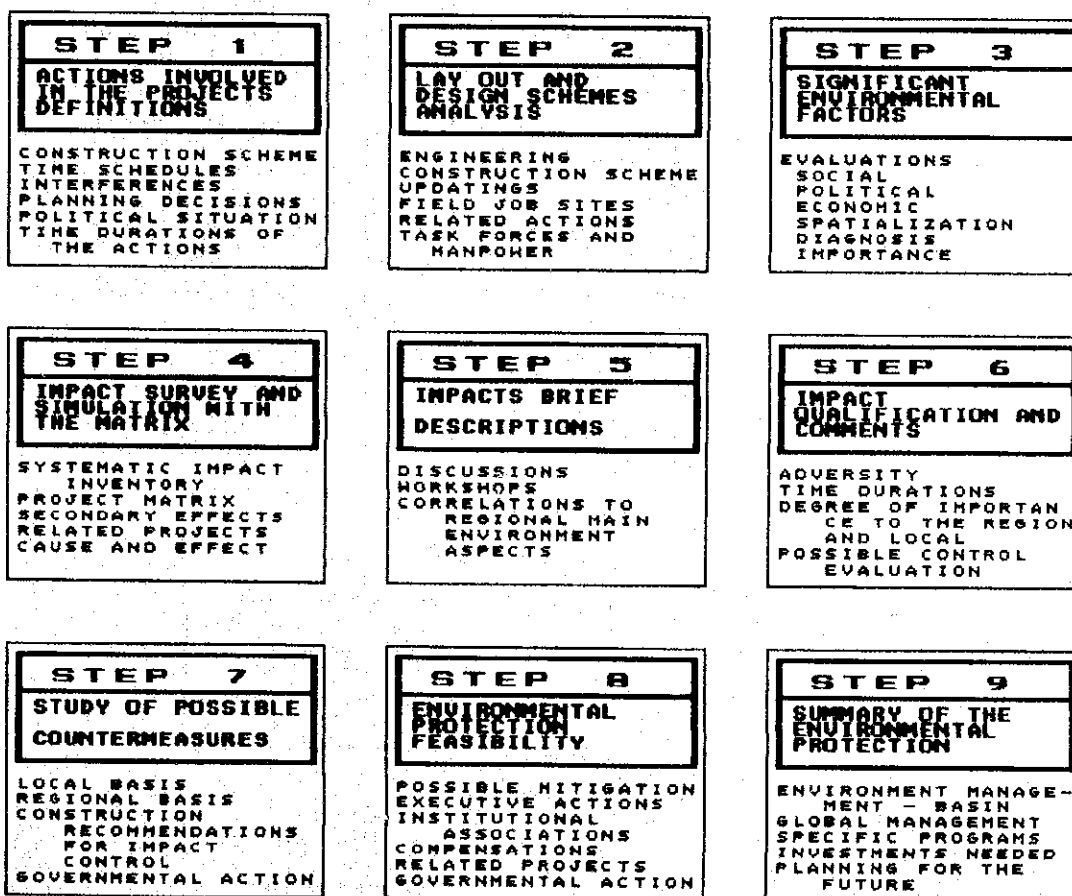 STEP 1
ACTIONS INVOLVED
IN THE PROJECTS
DEFINITIONS
CONSTRUCTION SCHEME
TIME SCHEDULES
INTERFERENCES
PLANNING DECISIONS
POLITICAL SITUATION
TIME DURATIONS OF
THE ACTIONS
STEP 2
LAY OUT AND
DESIGN SCHEMES
ANALYSIS
ENGINEERING
CONSTRUCTION SCHEME
UPDATINGS
FIELD JOB SITES
RELATED ACTIONS
TASK FORCES AND
MANPOWER
STEP 3
SIGNIFICANT
ENVIRONMENTAL
FACTORS
EVALUATIONS
SOCIAL
POLITICAL
ECONOMIC
SPATIALIZATION
DIAGNOSIS
IMPORTANCE
STEP 4
IMPACT SURVEY AND
SIMULATION WITH
THE MATRIX
SYSTEMATIC IMPACT
INVENTORY
PROJECT MATRIX
SECONDARY EFFECTS
RELATED PROJECTS
CAUSE AND EFFECT
STEP 5
IMPACTS BRIEF
DESCRIPTIONS
DISCUSSIONS
WORKSHOPS
CORRELATIONS TO
REGIONAL MAIN
ENVIRONMENT
ASPECTS
STEP 6
IMPACT
QUALIFICATION AND
COMMENTS
ADVERSITY
TIME DURATIONS
DEGREE OF IMPORTAN
CE TO THE REGION
AND LOCAL
POSSIBLE CONTROL
EVALUATION
STEP 7
STUDY OF POSSIBLE
COUNTERMEASURES
LOCAL BASIS
REGIONAL BASIS
CONSTRUCTION
RECOMMENDATIONS
FOR IMPACT
CONTROL
GOVERNMENTAL ACTION
STEP 8
ENVIRONMENTAL
PROTECTION
FEASIBILITY
POSSIBLE MITIGATION
EXECUTIVE ACTIONS
INSTITUTIONAL
ASSOCIATIONS
COMPENSATIONS
RELATED PROJECTS
GOVERNMENTAL ACTION
STEP 9
SUMMARY OF THE
ENVIRONMENTAL
PROTECTION
ENVIRONMENT MANAGE-
MENT - BASIN
GLOBAL MANAGEMENT
SPECIFIC PROGRAMS
INVESTMENTS NEEDED
PLANNING FOR THE
FUTURE